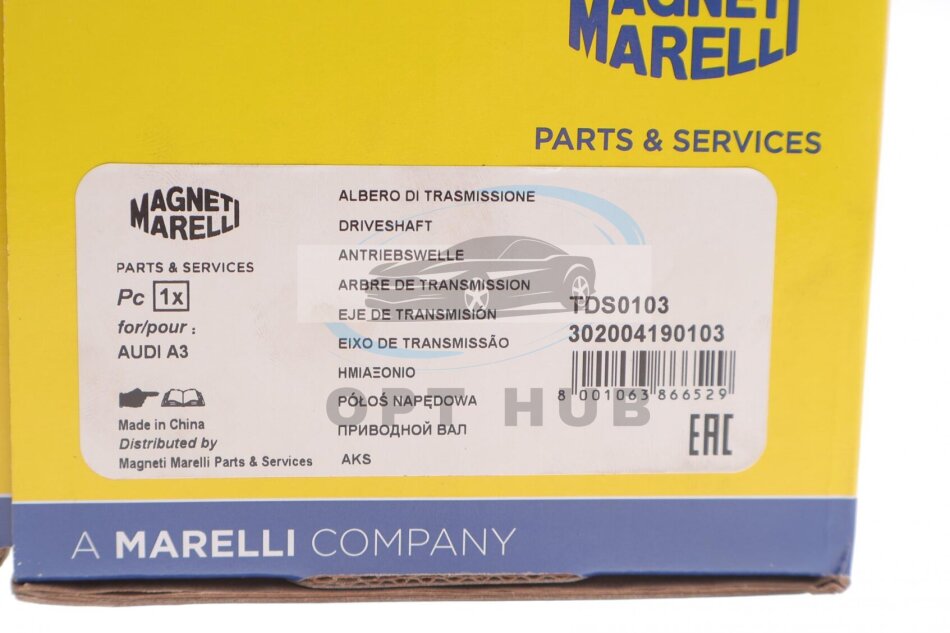 MAGNETI
MARELLI
PARTS & SERVICES
MAGNETI
MARELLI
PARTS & SERVICES
Pc 1x
for/pour :
AUDI A3
Made in China
Distributed by
Magneti Marelli Parts & Services
ALBERO DI TRASMISSIONE
DRIVESHAFT
ANTRIEBSWELLE
ARBRE DE TRANSMISSION
EJE DE TRANSMISIÓN
EIXO DE TRANSMISSÃO
ΗΜΙΑΞΟΝΙΟ
PÓŁOŚ NAPĘDOWA
ПРИВОДНОЙ ВАЛ
AKS
TDS0103
302004190103
8 001063 866529
EAC
OPT HUB
A MARELLI COMPANY